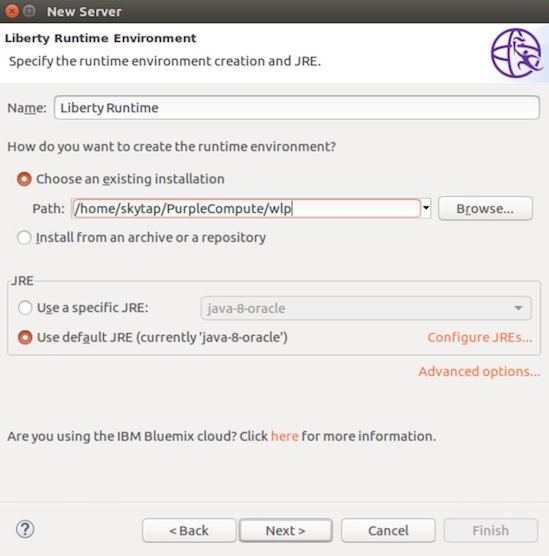 New Server
Liberty Runtime Environment
Specify the runtime environment creation and JRE.
Name: Liberty Runtime
How do you want to create the runtime environment?
Choose an existing installation
Path: /home/skytap/PurpleCompute/wlp Browse...
Install from an archive or a repository
JRE
Use a specific JRE: java-8-oracle
Use default JRE (currently 'java-8-oracle') Configure JREs...
Advanced options...
Are you using the IBM Bluemix cloud? Click here for more information.
? < Back Next > Cancel Finish